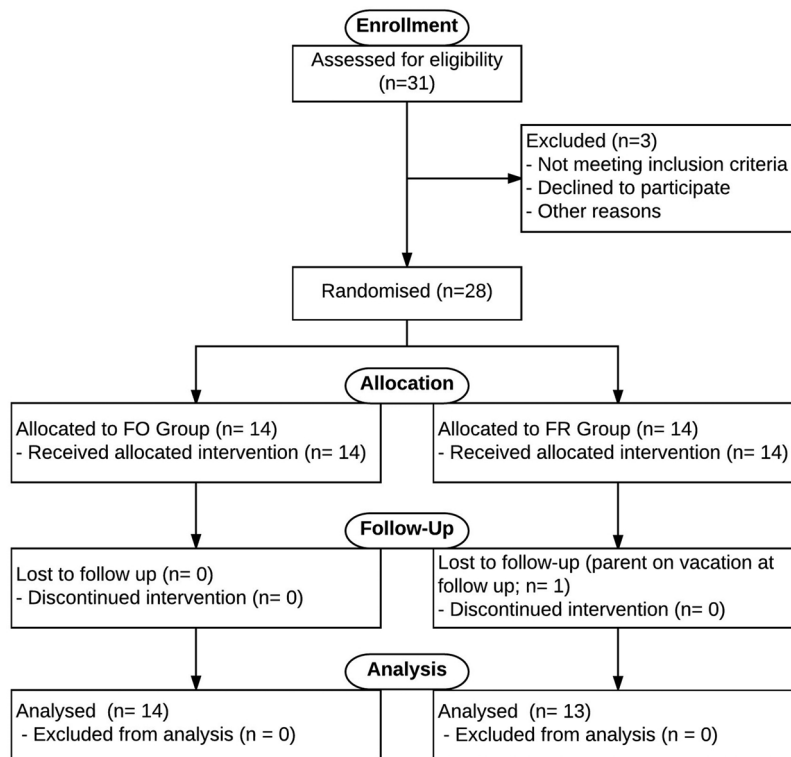 Enrollment
Assessed for eligibility
(n=31)
Excluded (n=3)
- Not meeting inclusion criteria
- Declined to participate
- Other reasons
Randomised (n=28)
Allocation
Allocated to FO Group (n= 14)
- Received allocated intervention (n= 14)
Allocated to FR Group (n= 14)
- Received allocated intervention (n= 14)
Follow-Up
Lost to follow up (n= 0)
- Discontinued intervention (n= 0)
Lost to follow-up (parent on vacation at
follow up; n= 1)
- Discontinued intervention (n= 0)
Analysis
Analysed (n= 14)
- Excluded from analysis (n = 0)
Analysed (n= 13)
- Excluded from analysis (n = 0)